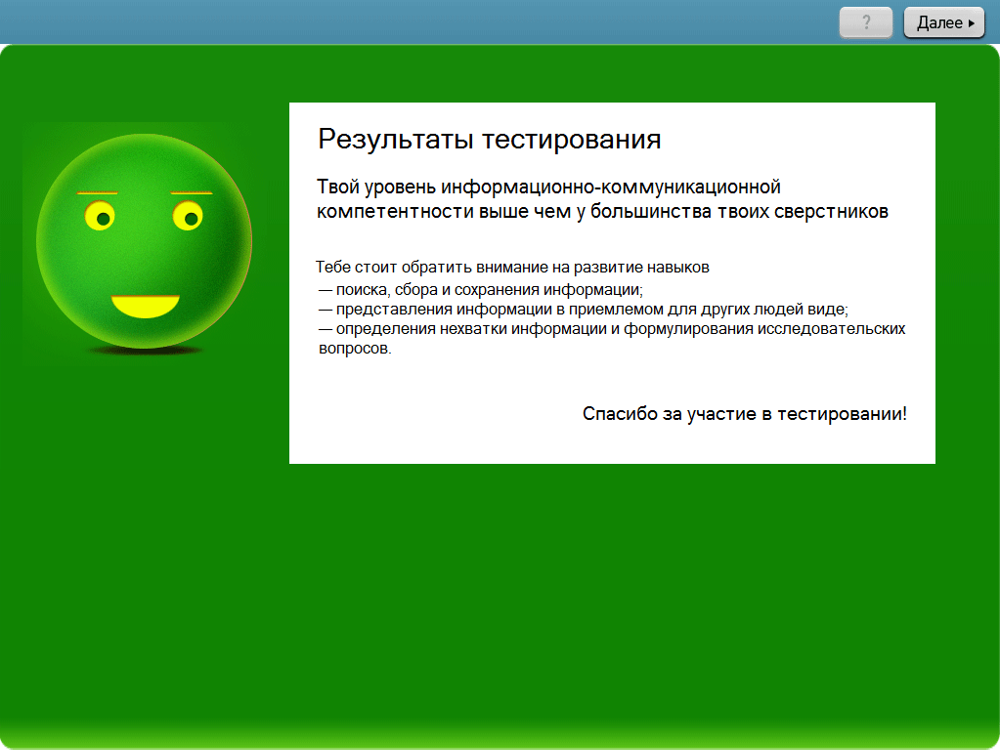 ?
Далее
Результаты тестирования
Твой уровень информационно-коммуникационной
компетентности выше чем у большинства твоих сверстников
Тебе стоит обратить внимание на развитие навыков
— поиска, сбора и сохранения информации;
— представления информации в приемлемом для других людей виде;
— определения нехватки информации и формулирования исследовательских
вопросов.
Спасибо за участие в тестировании!